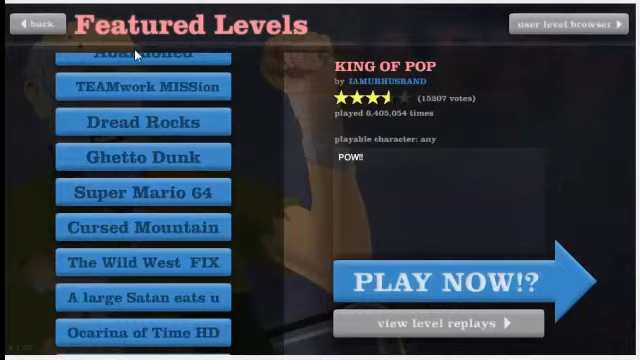 back
Featured Levels
user level browser
Abandoned
TEAMwork MISSion
Dread Rocks
Ghetto Dunk
Super Mario 64
Cursed Mountain
The Wild West FIX
A large Satan eats u
Ocarina of Time HD
KING OF POP
by IAMURHUSBAND
(15207 votes)
played 6,405,054 times
playable character: any
POW!!
PLAY NOW!?
view level replays